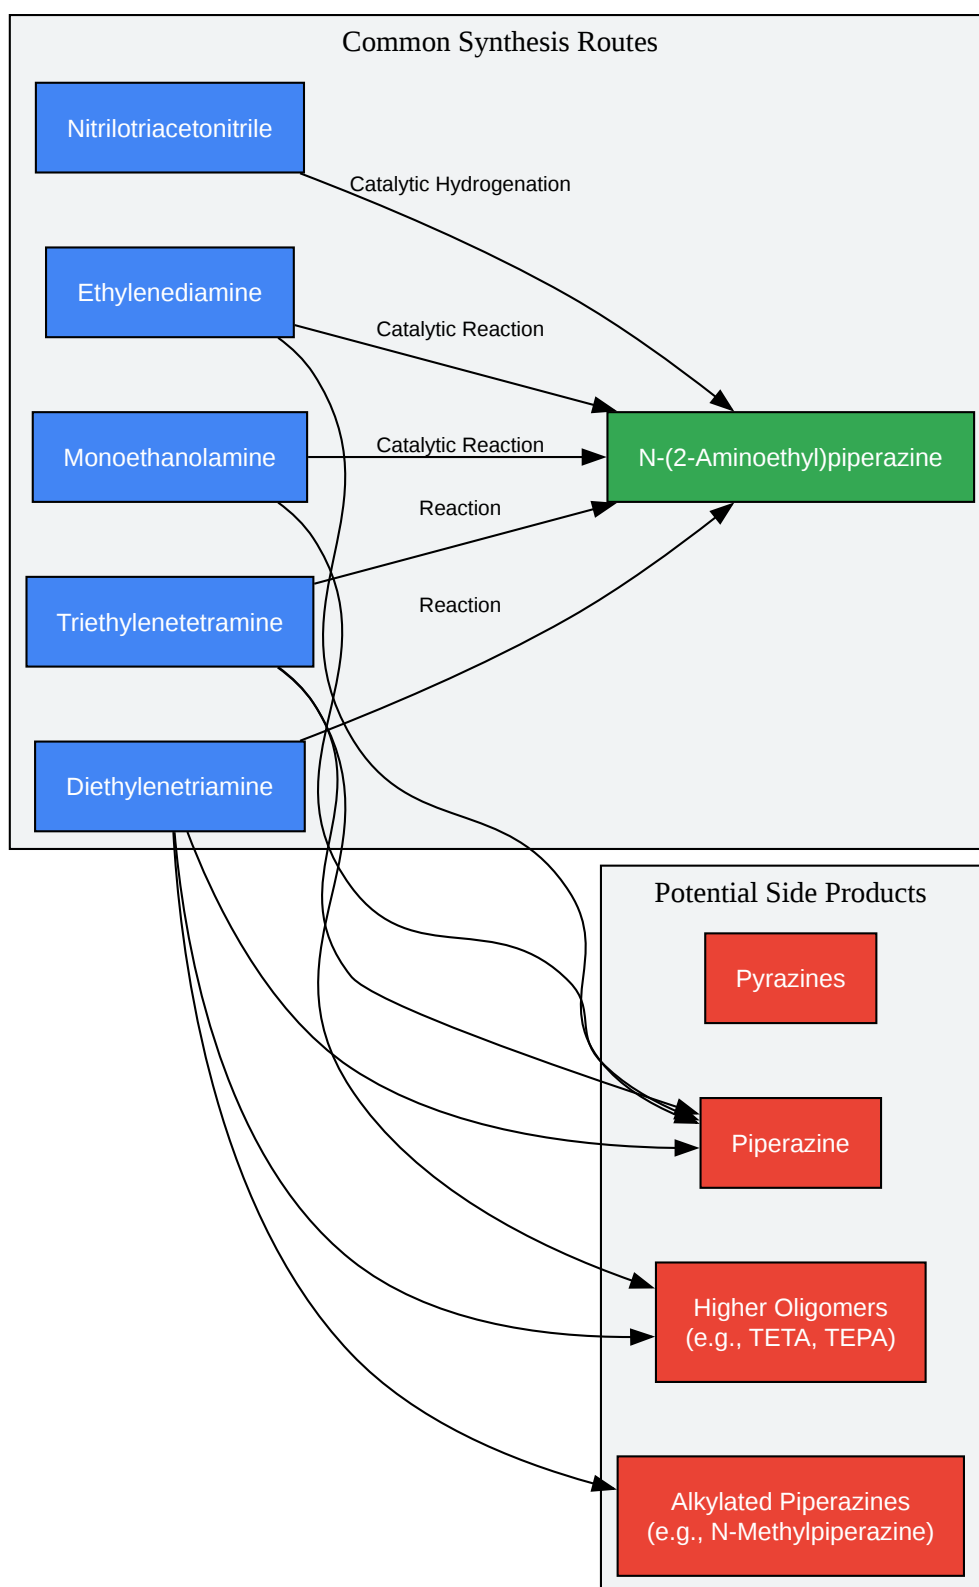 Common Synthesis Routes
Nitrilotriacetonitrile
Catalytic Hydrogenation
Ethylenediamine
Catalytic Reaction
Monoethanolamine
Catalytic Reaction
N-(2-Aminoethyl)piperazine
Reaction
Triethylenetetramine
Reaction
Diethylenetriamine
Potential Side Products
Pyrazines
Piperazine
Higher Oligomers
(e.g., TETA, TEPA)
Alkylated Piperazines
(e.g., N-Methylpiperazine)